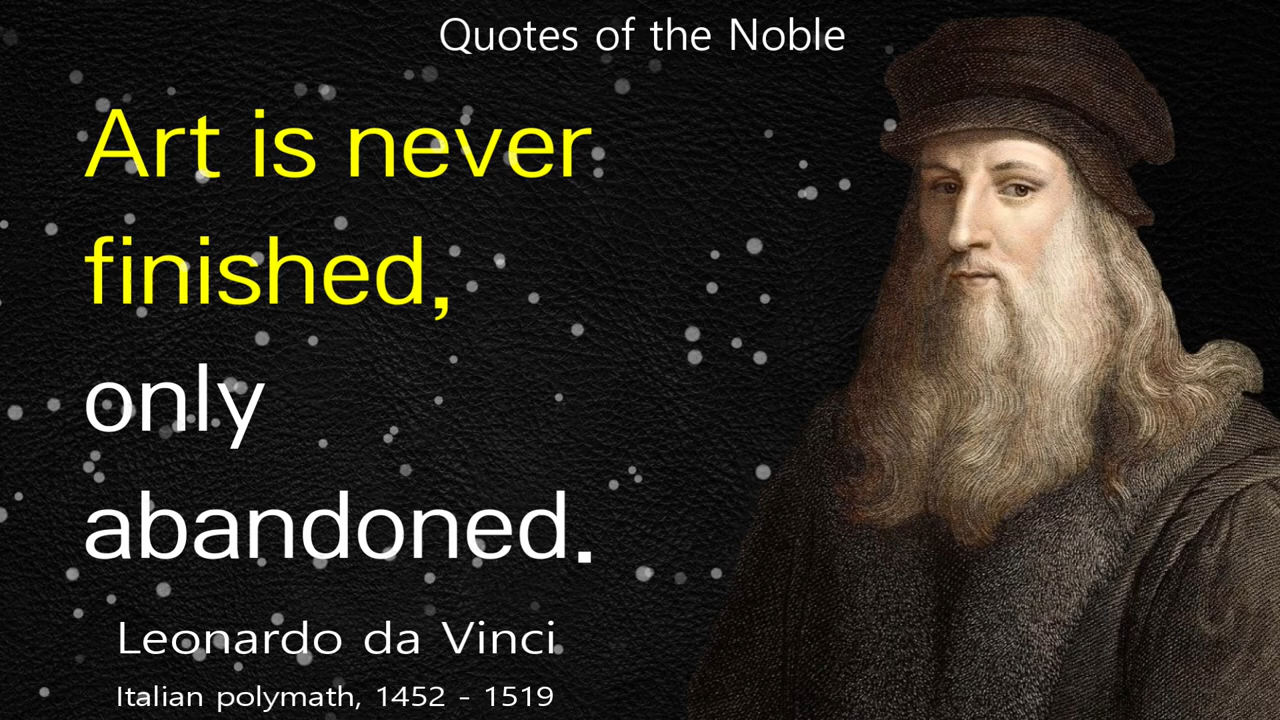 Quotes of the Noble
Art is never
finished,
only
abandoned.
Leonardo da Vinci
Italian polymath, 1452 - 1519